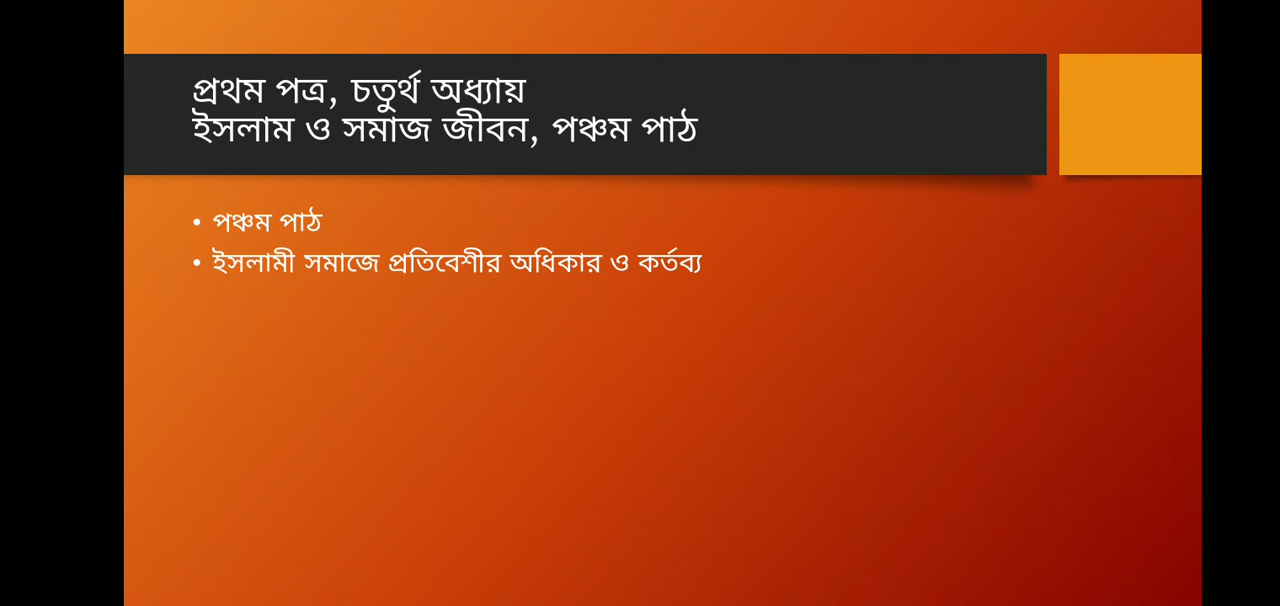 প্রথম পত্র, চতুর্থ অধ্যায়
ইসলাম ও সমাজ জীবন, পঞ্চম পাঠ
• পঞ্চম পাঠ
• ইসলামী সমাজে প্রতিবেশীর অধিকার ও কর্তব্য